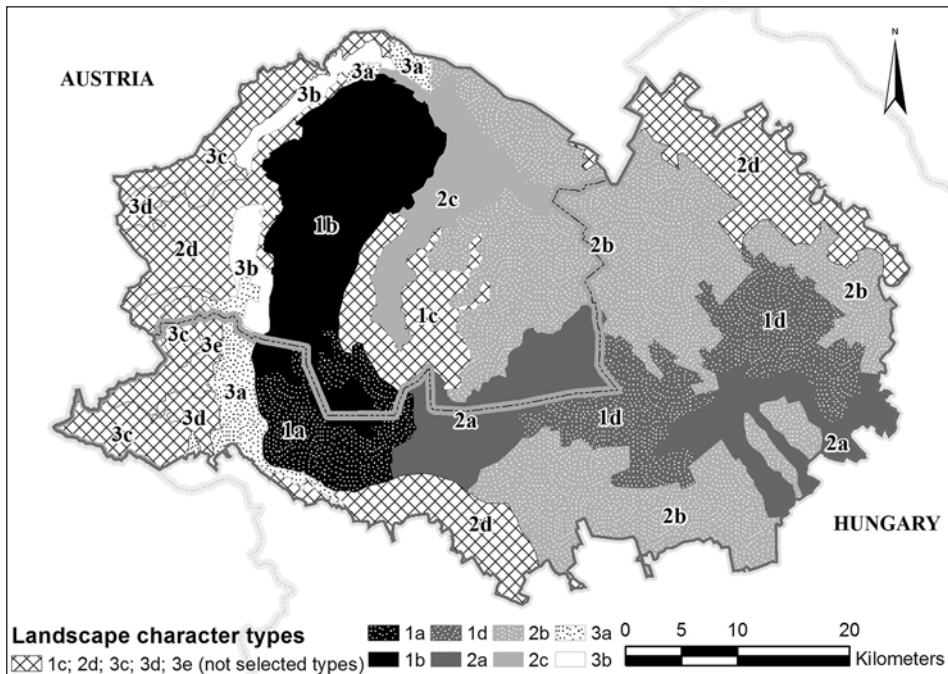 N
AUSTRIA
3a
3a
3b
3c
2d
3d
2c
1b
2d
2b
3b
2b
1c
1d
3c
3e
3a
2a
1d
3d
1a
3c
2a
2d
2b
HUNGARY
Landscape character types
1c; 2d; 3c; 3d; 3e (not selected types)
1a 1d 2b 3a
1b 2a 2c 3b
0 5 10 20
Kilometers